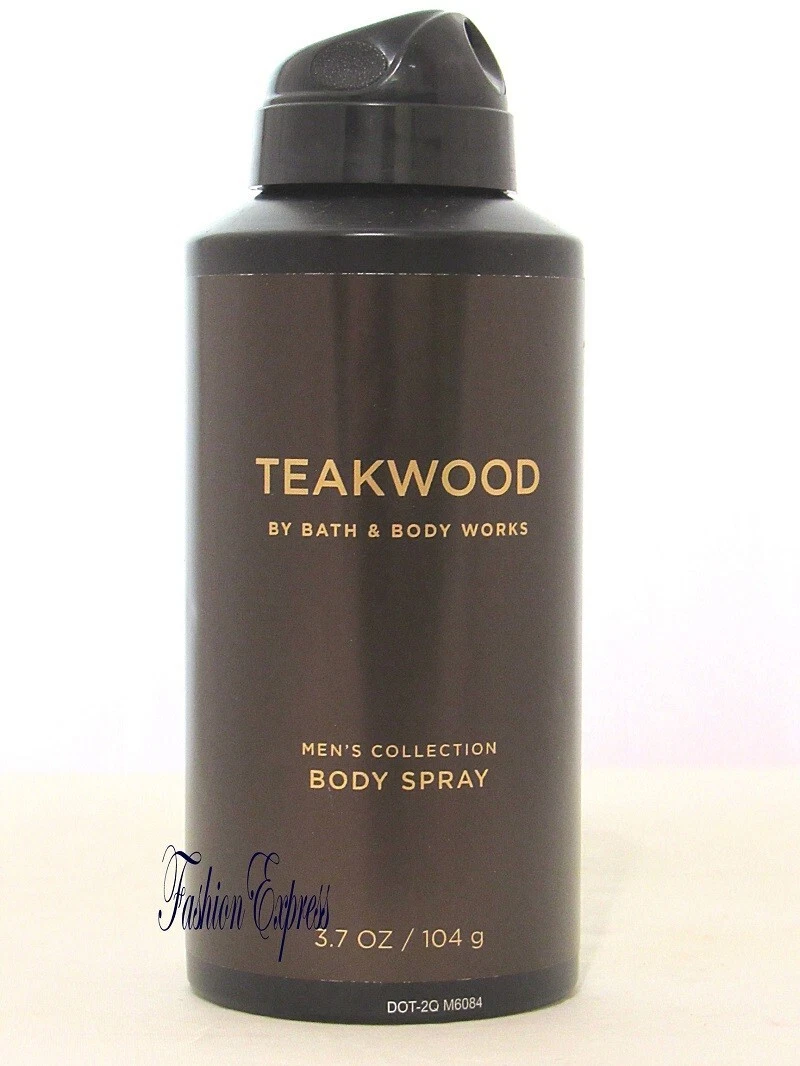 TEAKWOOD
BY BATH & BODY WORKS
MEN'S COLLECTION
BODY SPRAY
Fashion Express
3.7 OZ / 104 g
DOT-2Q M6084